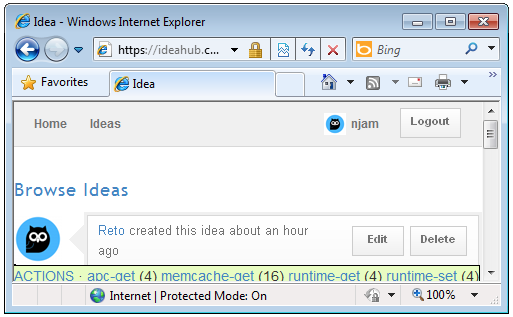 Idea - Windows Internet Explorer
https://ideahub.c...
Bing
Favorites
Idea
Home
Ideas
njam
Logout
Browse Ideas
Reto created this idea about an hour
ago
Edit
Delete
ACTIONS · apc-get (4) memcache-get (16) runtime-get (4) runtime-set (4)
Internet | Protected Mode: On
100%